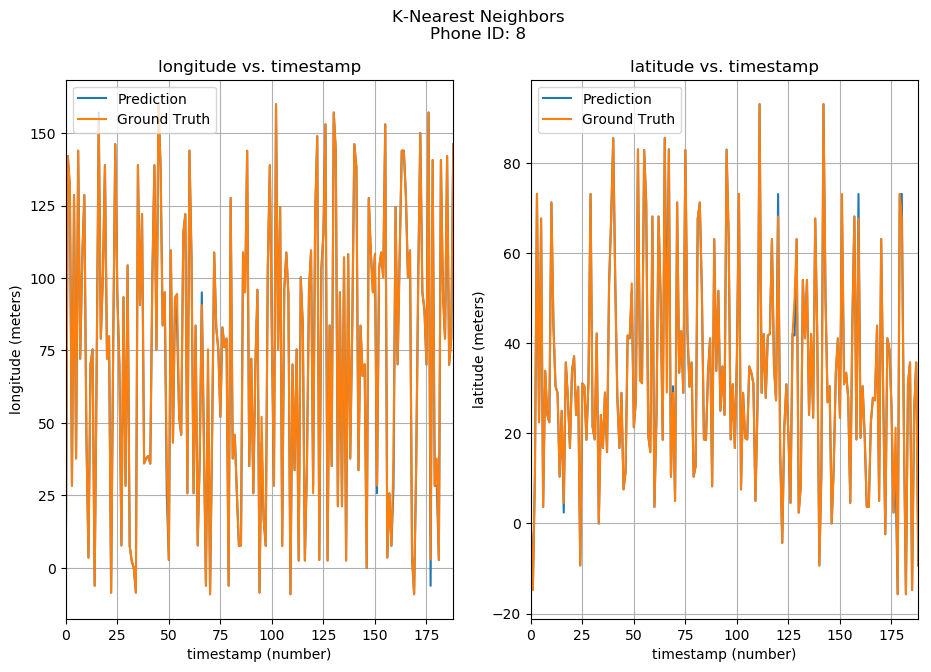 K-Nearest Neighbors
Phone ID: 8
longitude vs. timestamp
Prediction
Ground Truth
150
125
100
75
50
25
0
longitude (meters)
0 25 50 75 100 125 150 175
timestamp (number)
latitude vs. timestamp
Prediction
Ground Truth
80
60
40
20
0
−20
latitude (meters)
0 25 50 75 100 125 150 175
timestamp (number)